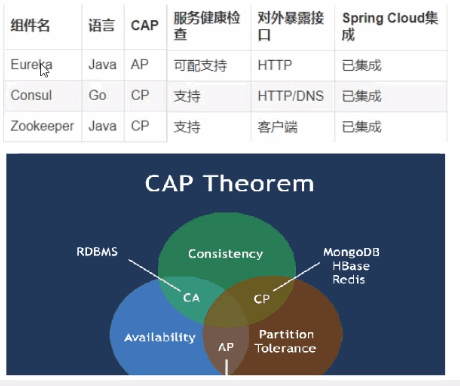 组件名 语言 CAP 服务健康检查 对外暴露接口 Spring Cloud集成
Eureka Java AP 可配支持 HTTP 已集成
Consul Go CP 支持 HTTP/DNS 已集成
Zookeeper Java CP 支持 客户端 已集成
CAP Theorem
RDBMS
Consistency
MongoDB
HBase
Redis
CA
CP
Availability
Partition
Tolerance
AP